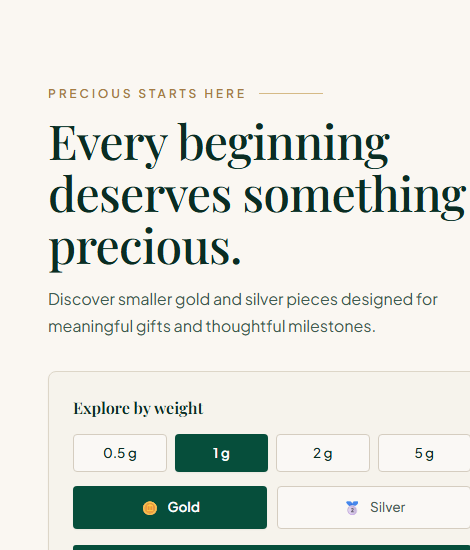 PRECIOUS STARTS HERE
Every beginning
deserves something
precious.
Discover smaller gold and silver pieces designed for
meaningful gifts and thoughtful milestones.
Explore by weight
0.5 g 1 g 2 g 5 g
Gold Silver